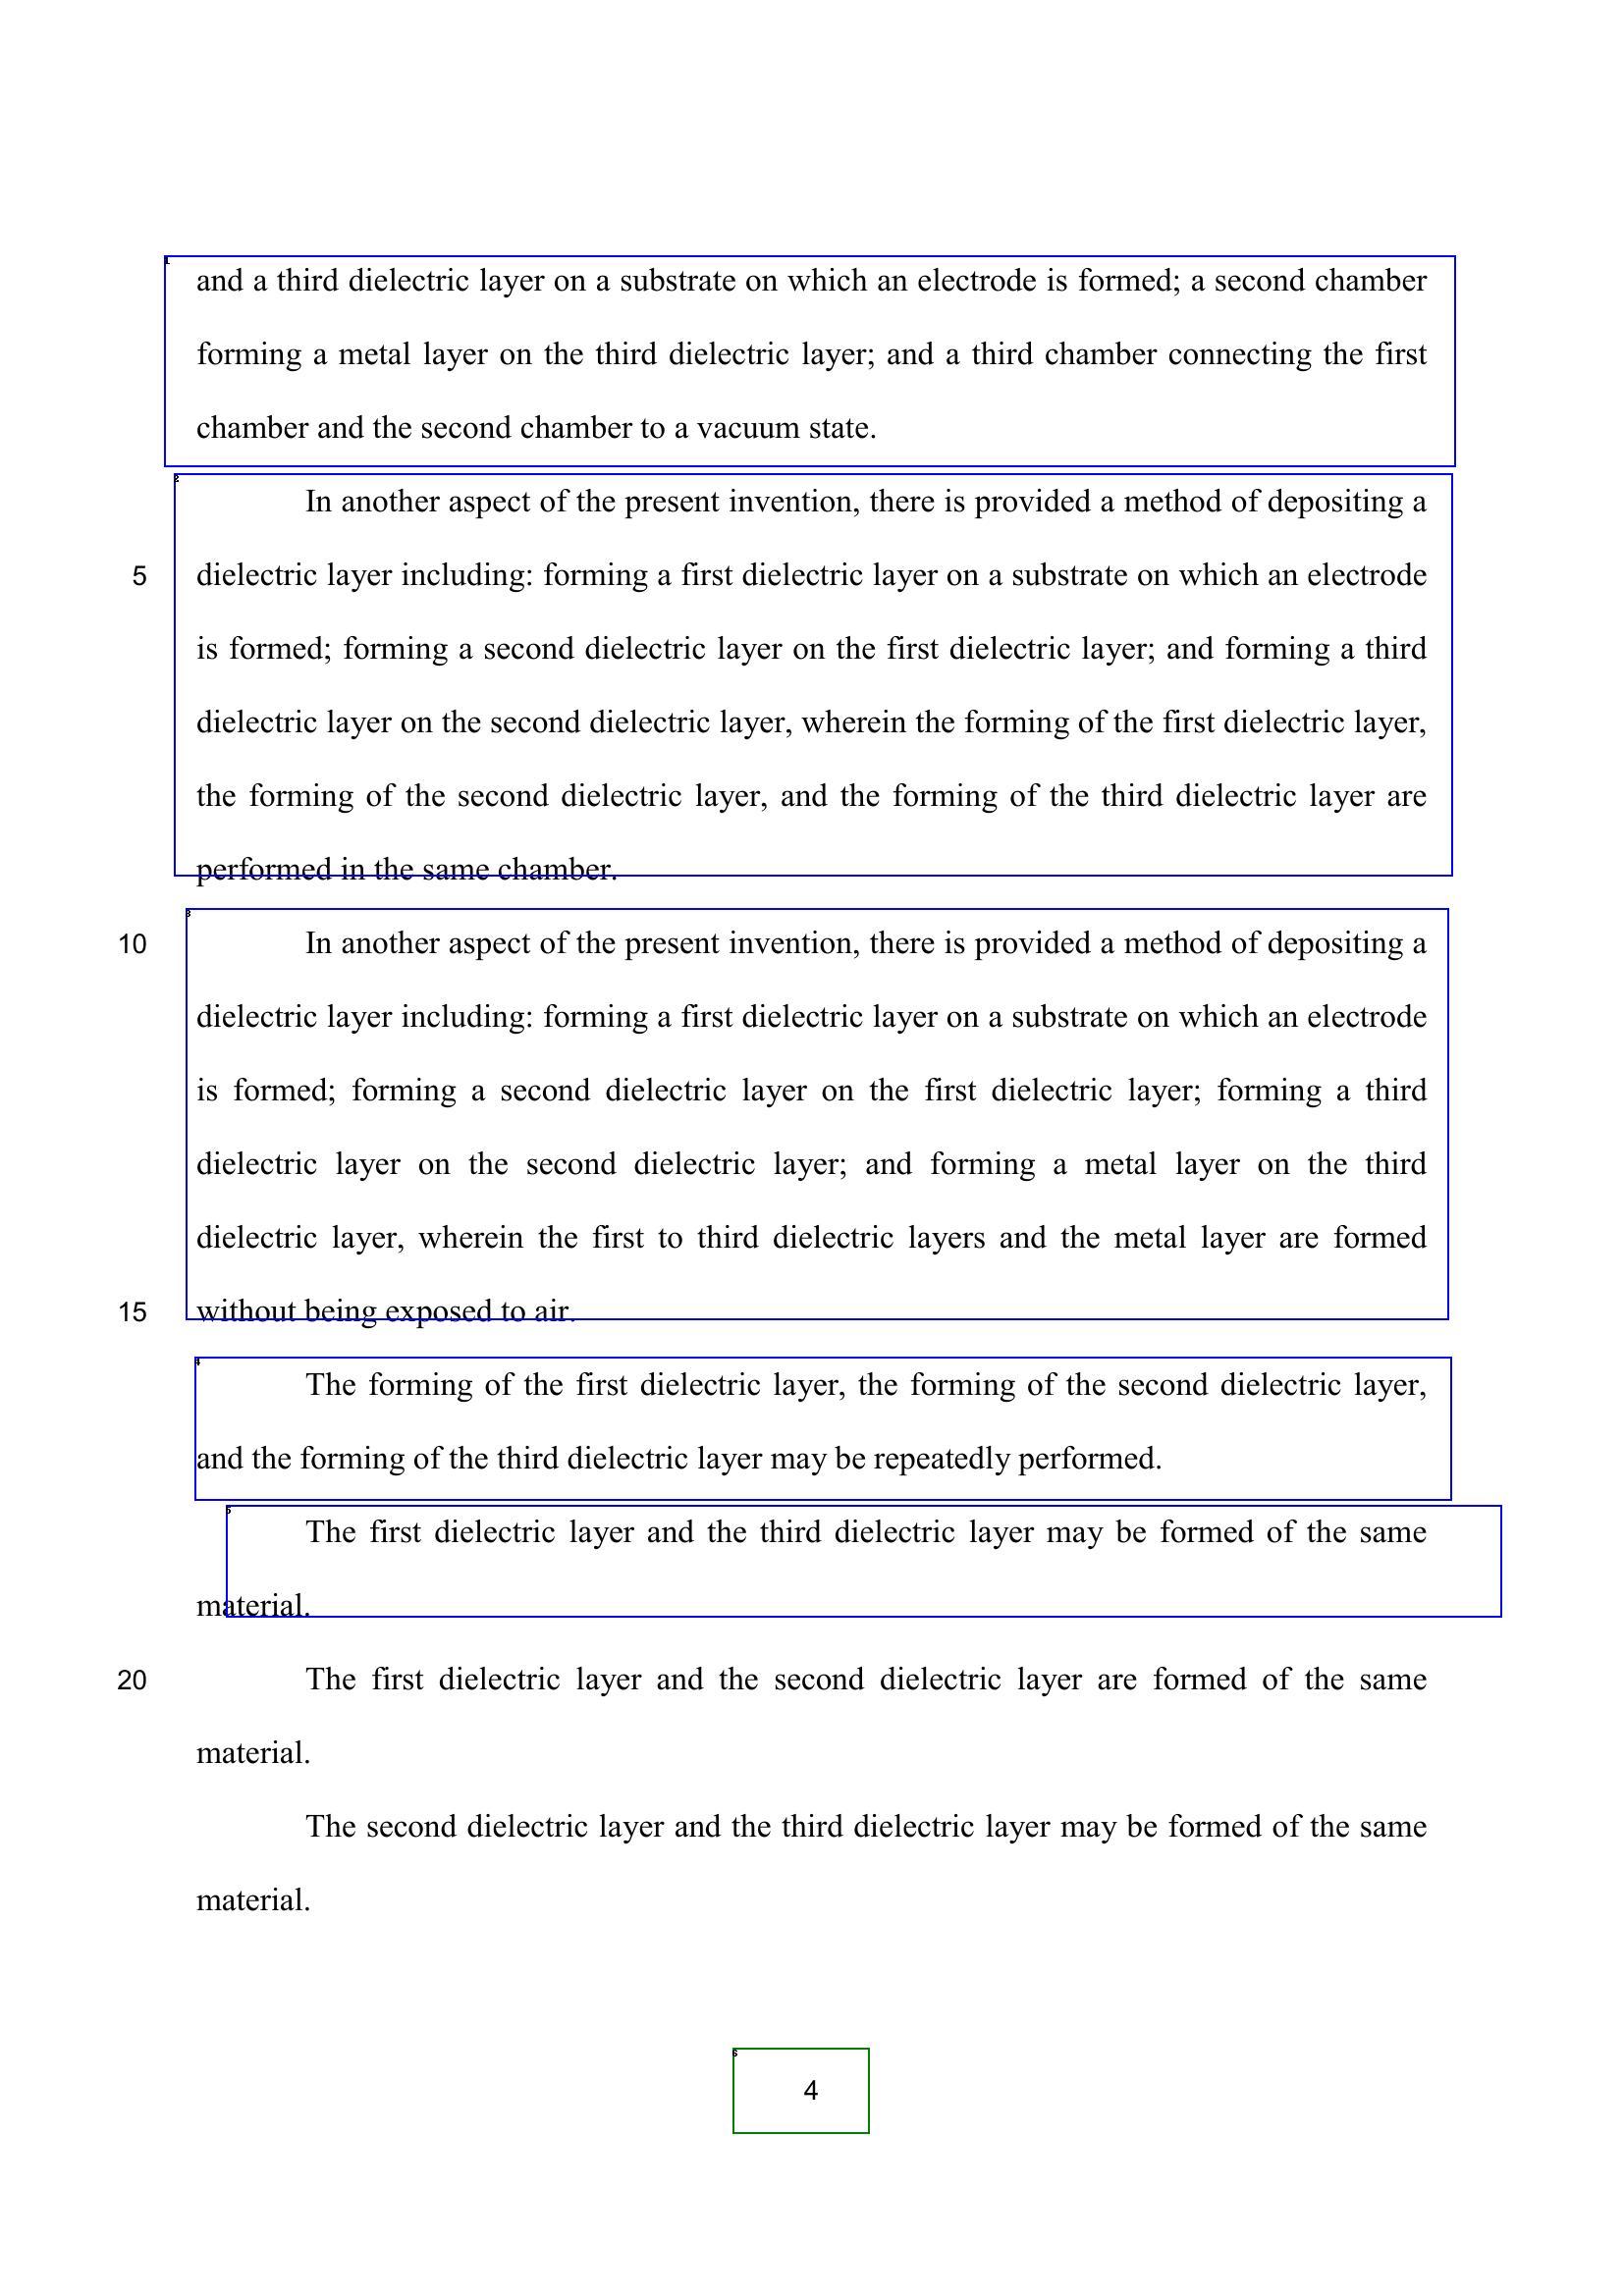 and a third dielectric layer on a substrate on which an electrode is formed; a second chamber
forming a metal layer on the third dielectric layer; and a third chamber connecting the first
chamber and the second chamber to a vacuum state.
In another aspect of the present invention, there is provided a method of depositing a
5 dielectric layer including: forming a first dielectric layer on a substrate on which an electrode
is formed; forming a second dielectric layer on the first dielectric layer; and forming a third
dielectric layer on the second dielectric layer, wherein the forming of the first dielectric layer,
the forming of the second dielectric layer, and the forming of the third dielectric layer are
performed in the same chamber.
10 In another aspect of the present invention, there is provided a method of depositing a
dielectric layer including: forming a first dielectric layer on a substrate on which an electrode
is formed; forming a second dielectric layer on the first dielectric layer; forming a third
dielectric layer on the second dielectric layer; and forming a metal layer on the third
dielectric layer, wherein the first to third dielectric layers and the metal layer are formed
15 without being exposed to air.
The forming of the first dielectric layer, the forming of the second dielectric layer,
and the forming of the third dielectric layer may be repeatedly performed.
The first dielectric layer and the third dielectric layer may be formed of the same
material.
20 The first dielectric layer and the second dielectric layer are formed of the same
material.
The second dielectric layer and the third dielectric layer may be formed of the same
material.
4